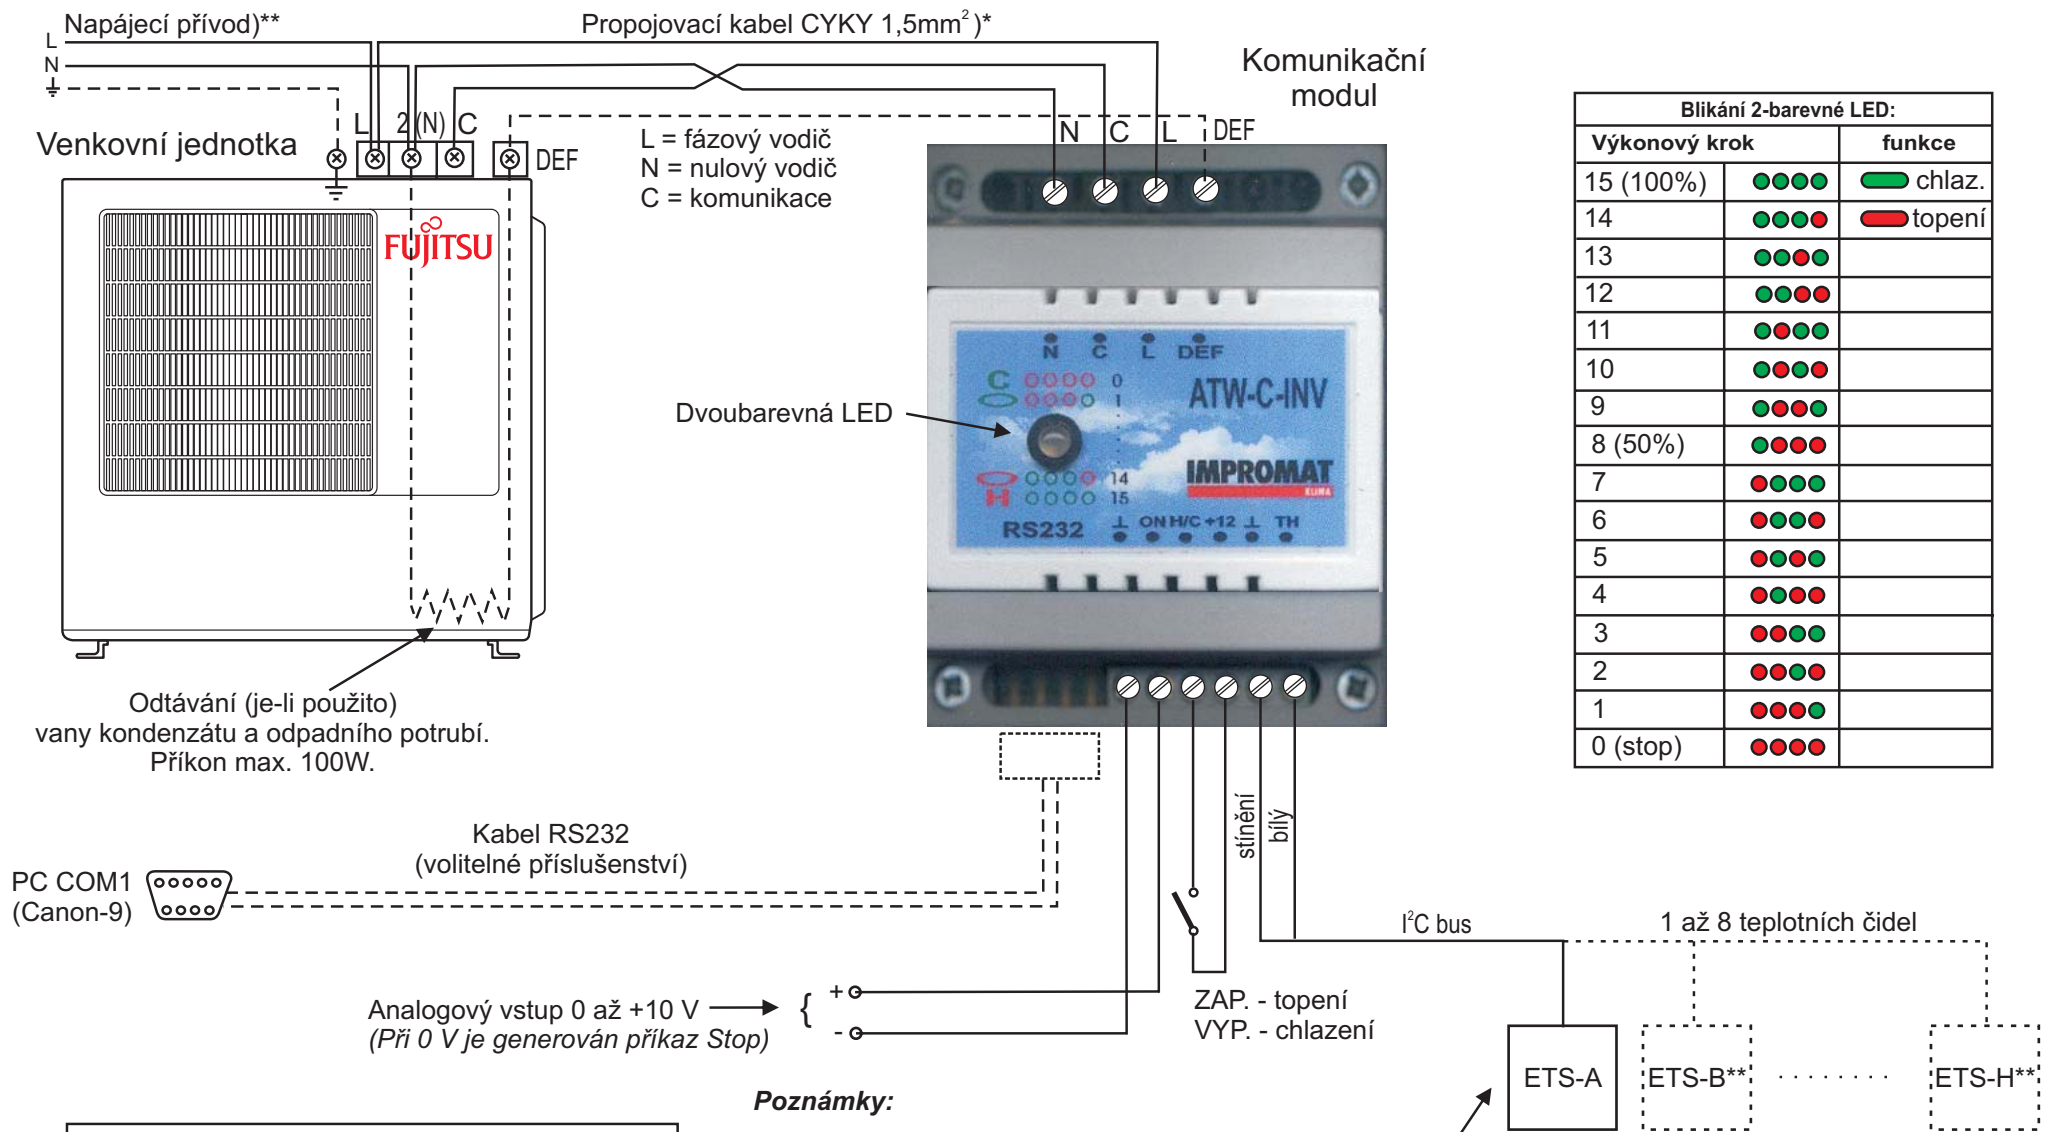 Napájecí přívod)**
L
N
Propojovací kabel CYKY 1,5mm²)*
Komunikační
modul
Venkovní jednotka
L 2 (N) C
DEF
L = fázový vodič
N = nulový vodič
C = komunikace
N C L DEF
FUJITSU
N C L DEF
C 0
1
ATW-C-INV
Dvoubarevná LED
IMPROMAT
KLIMA
14
H 15
RS232 ⊥ ON H/C +12 ⊥ TH
Odtávání (je-li použito)
vany kondenzátu a odpadního potrubí.
Příkon max. 100W.
Blikání 2-barevné LED:
Výkonový krok funkce
15 (100%) chlaz.
14 topení
13
12
11
10
9
8 (50%)
7
6
5
4
3
2
1
0 (stop)
Kabel RS232
(volitelné příslušenství)
PC COM1
(Canon-9)
stínění
bílý
I²C bus
1 až 8 teplotních čidel
Analogový vstup 0 až +10 V
(Při 0 V je generován příkaz Stop)
{ +
-
ZAP. - topení
VYP. - chlazení
ETS-A ETS-B** . . . . . . . . ETS-H**
Poznámky: